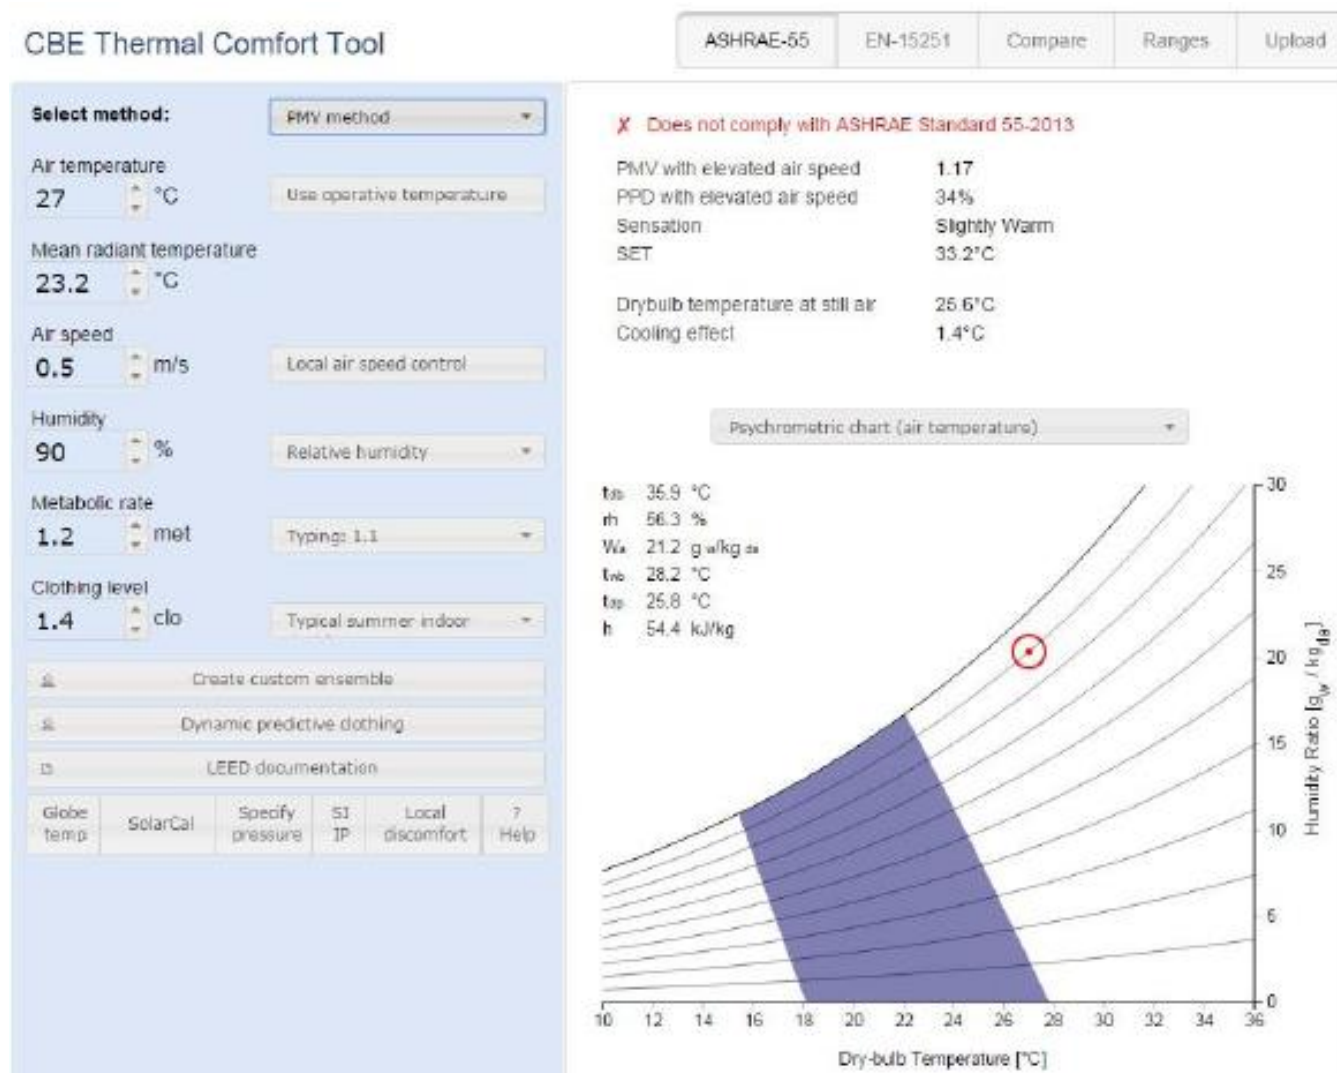 CBE Thermal Comfort Tool
ASHRAE-55 EN-15251 Compare Ranges Upload
Select method: PMV method
Air temperature
27 °C Use operative temperature
Mean radiant temperature
23.2 °C
Air speed
0.5 m/s Local air speed control
Humidity
90 % Relative humidity
Metabolic rate
1.2 met Typing: 1.1
Clothing level
1.4 clo Typical summer indoor
Create custom ensemble
Dynamic predictive clothing
LEED documentation
Globe temp SolarCal Specify pressure SI IP Local discomfort ? Help
✗ Does not comply with ASHRAE Standard 55-2013
PMV with elevated air speed 1.17
PPD with elevated air speed 34%
Sensation Slightly Warm
SET 33.2°C
Drybulb temperature at still air 25.6°C
Cooling effect 1.4°C
Psychrometric chart (air temperature)
tdb 35.9 °C
rh 56.3 %
Wa 21.2 g w/kg da
twb 28.2 °C
tdp 25.8 °C
h 54.4 kJ/kg
30
25
20
15
10
5
0
Humidity Ratio [gw / kgda]
10 12 14 16 18 20 22 24 26 28 30 32 34 36
Dry-bulb Temperature [°C]